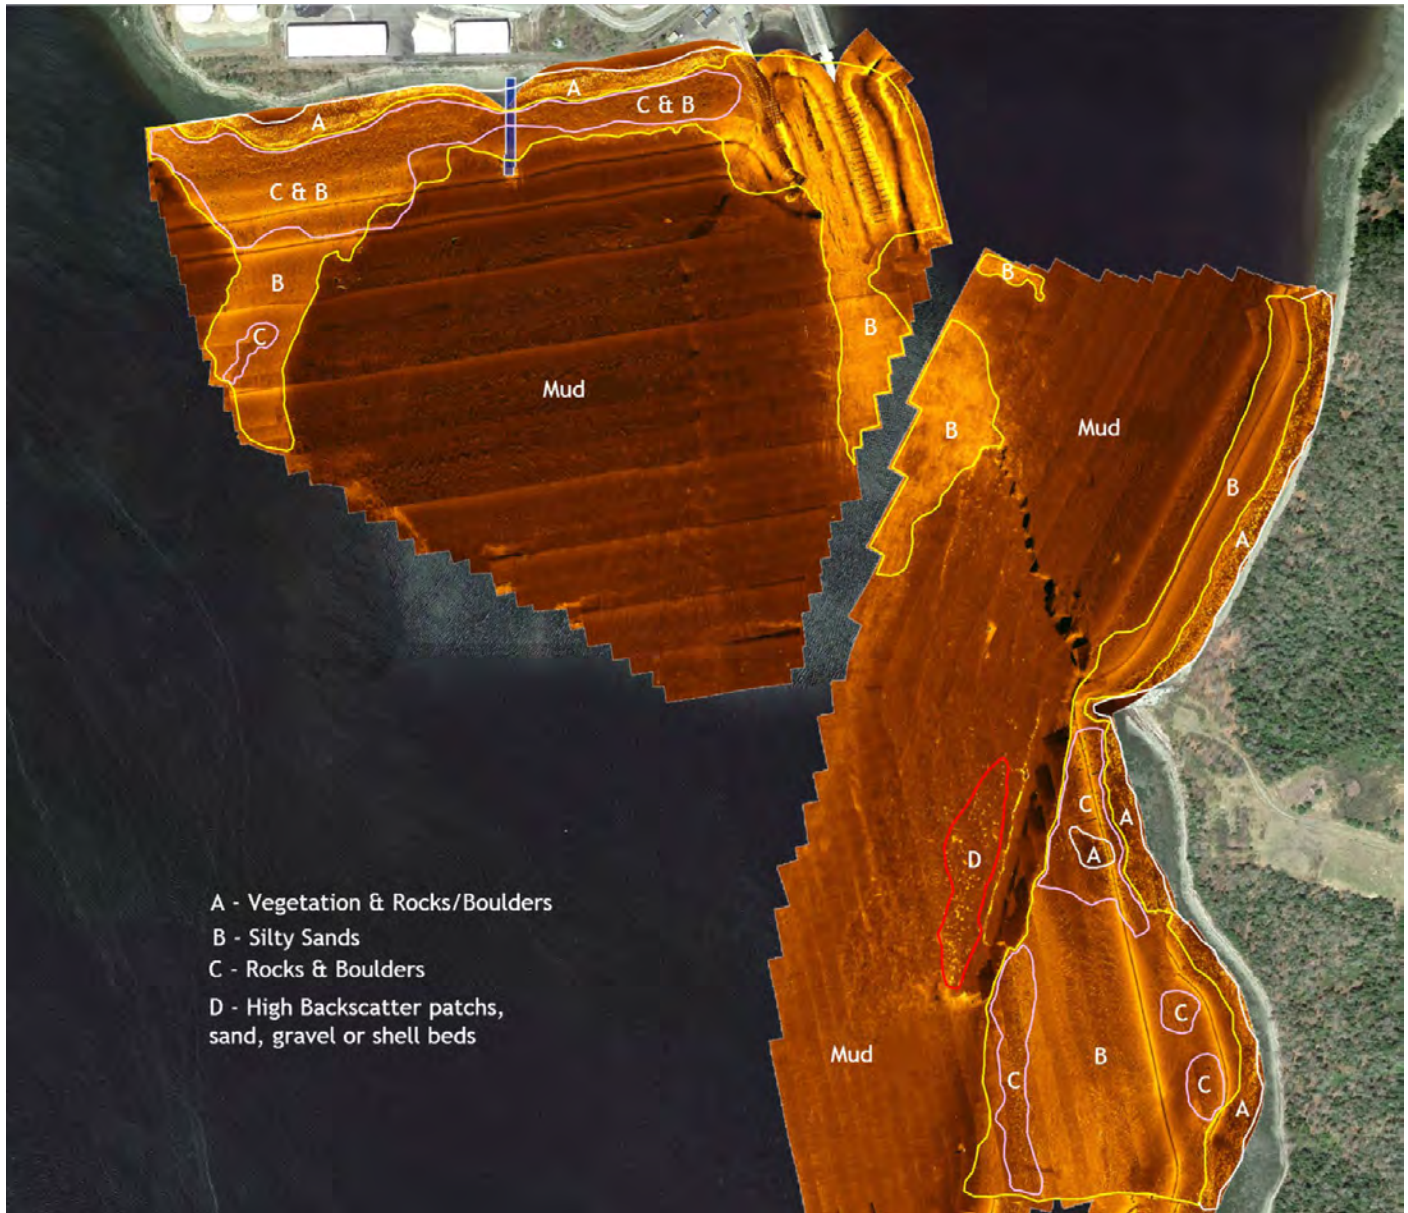 A
A
C & B
C & B
B
B
C
B
Mud
B
Mud
B
A
C
A
A
D
A - Vegetation & Rocks/Boulders
B - Silty Sands
C - Rocks & Boulders
D - High Backscatter patchs,
sand, gravel or shell beds
C
Mud
B
C
C
A